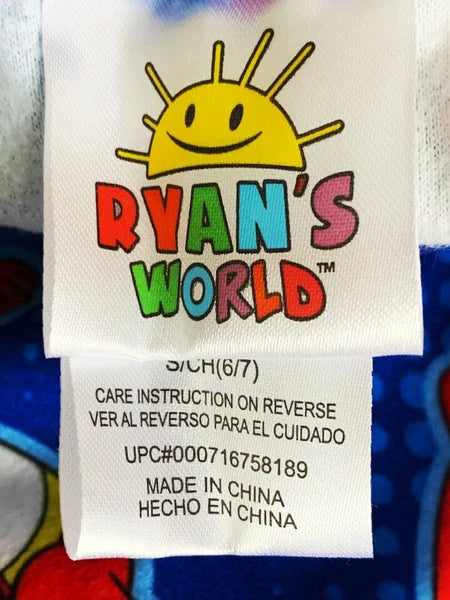 RYAN'S
WORLD™
S/CH(6/7)
CARE INSTRUCTION ON REVERSE
VER AL REVERSO PARA EL CUIDADO
UPC#000716758189
MADE IN CHINA
HECHO EN CHINA